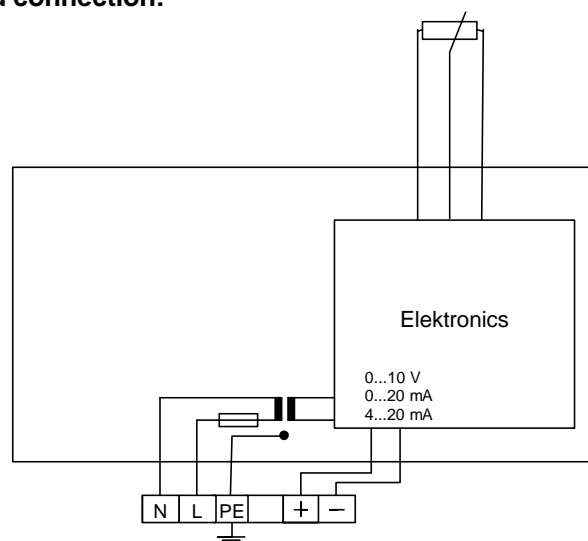 connection:
Elektronics
0...10 V
0...20 mA
4...20 mA
N L PE + −